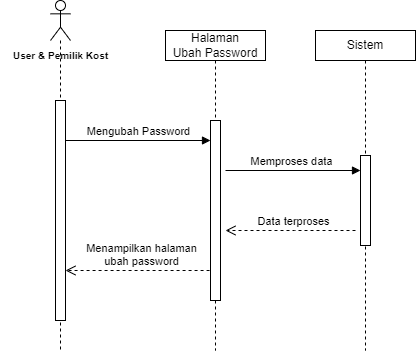 User & Pemilik Kost
Halaman
Ubah Password
Sistem
Mengubah Password
Memproses data
Data terproses
Menampilkan halaman
ubah password